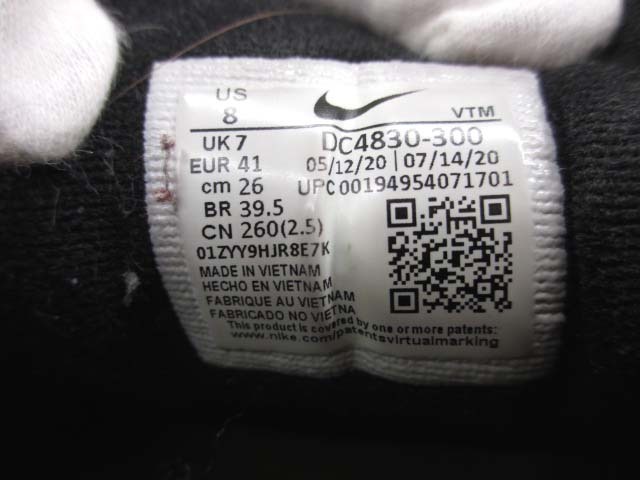 US
8
VTM
UK 7
DC4830-300
EUR 41
05/12/20 | 07/14/20
cm 26
UPC 00194954071701
BR 39.5
CN 260(2.5)
01ZYY9HJR8E7K
MADE IN VIETNAM
HECHO EN VIETNAM
FABRIQUE AU VIETNAM
FABRICADO NO VIETNA
This product is covered by one or more patents:
www.nike.com/patentsvirtualmarking